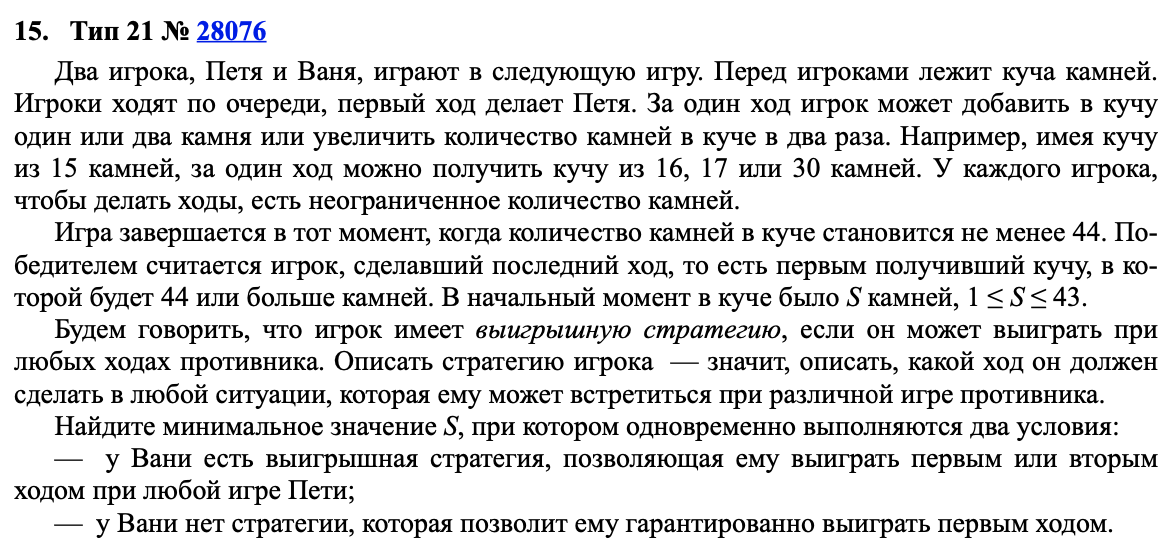 15. Тип 21 № 28076
Два игрока, Петя и Ваня, играют в следующую игру. Перед игроками лежит куча камней.
Игроки ходят по очереди, первый ход делает Петя. За один ход игрок может добавить в кучу
один или два камня или увеличить количество камней в куче в два раза. Например, имея кучу
из 15 камней, за один ход можно получить кучу из 16, 17 или 30 камней. У каждого игрока,
чтобы делать ходы, есть неограниченное количество камней.
Игра завершается в тот момент, когда количество камней в куче становится не менее 44. По-
бедителем считается игрок, сделавший последний ход, то есть первым получивший кучу, в ко-
торой будет 44 или больше камней. В начальный момент в куче было S камней, 1 ≤ S ≤ 43.
Будем говорить, что игрок имеет выигрышную стратегию, если он может выиграть при
любых ходах противника. Описать стратегию игрока — значит, описать, какой ход он должен
сделать в любой ситуации, которая ему может встретиться при различной игре противника.
Найдите минимальное значение S, при котором одновременно выполняются два условия:
— у Вани есть выигрышная стратегия, позволяющая ему выиграть первым или вторым
ходом при любой игре Пети;
— у Вани нет стратегии, которая позволит ему гарантированно выиграть первым ходом.